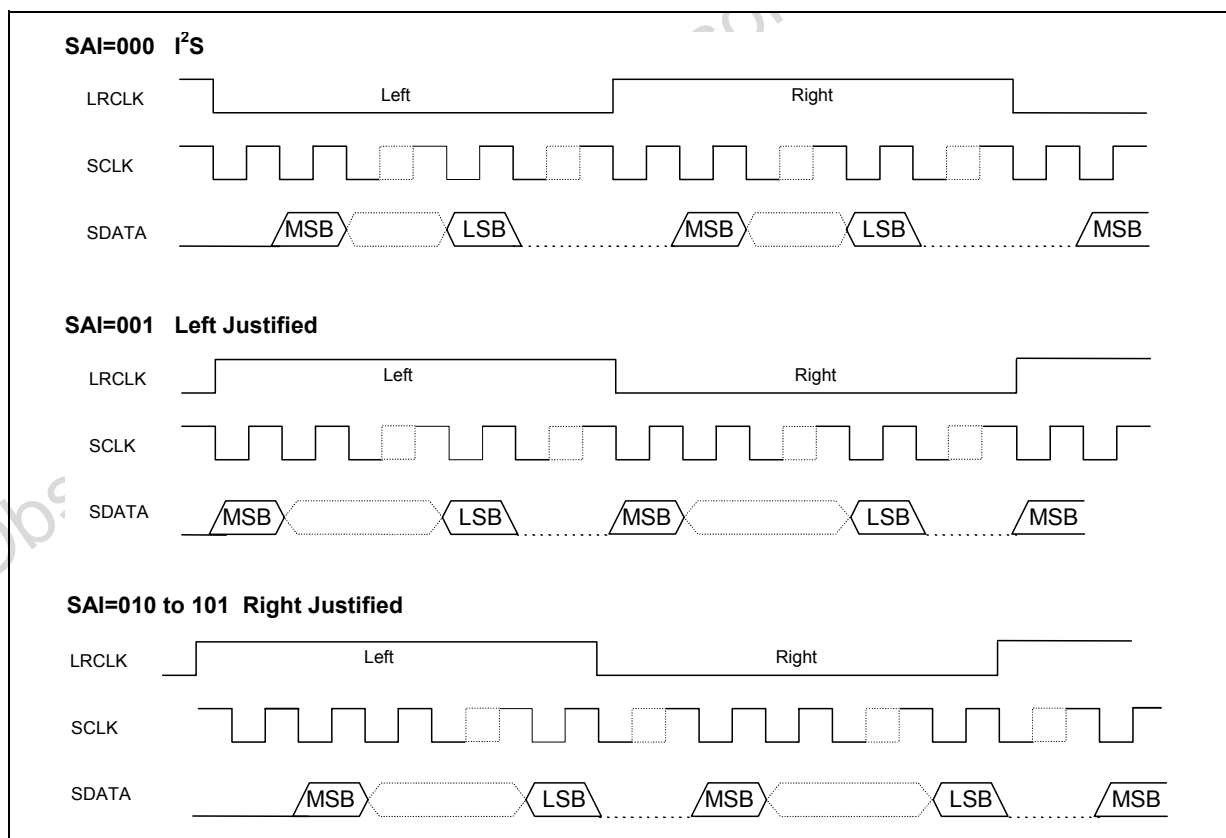 SAI=000 I²S
LRCLK Left Right
SCLK
SDATA MSB LSB MSB LSB MSB
SAI=001 Left Justified
LRCLK Left Right
SCLK
SDATA MSB LSB MSB LSB MSB
SAI=010 to 101 Right Justified
LRCLK Left Right
SCLK
SDATA MSB LSB MSB LSB MSB